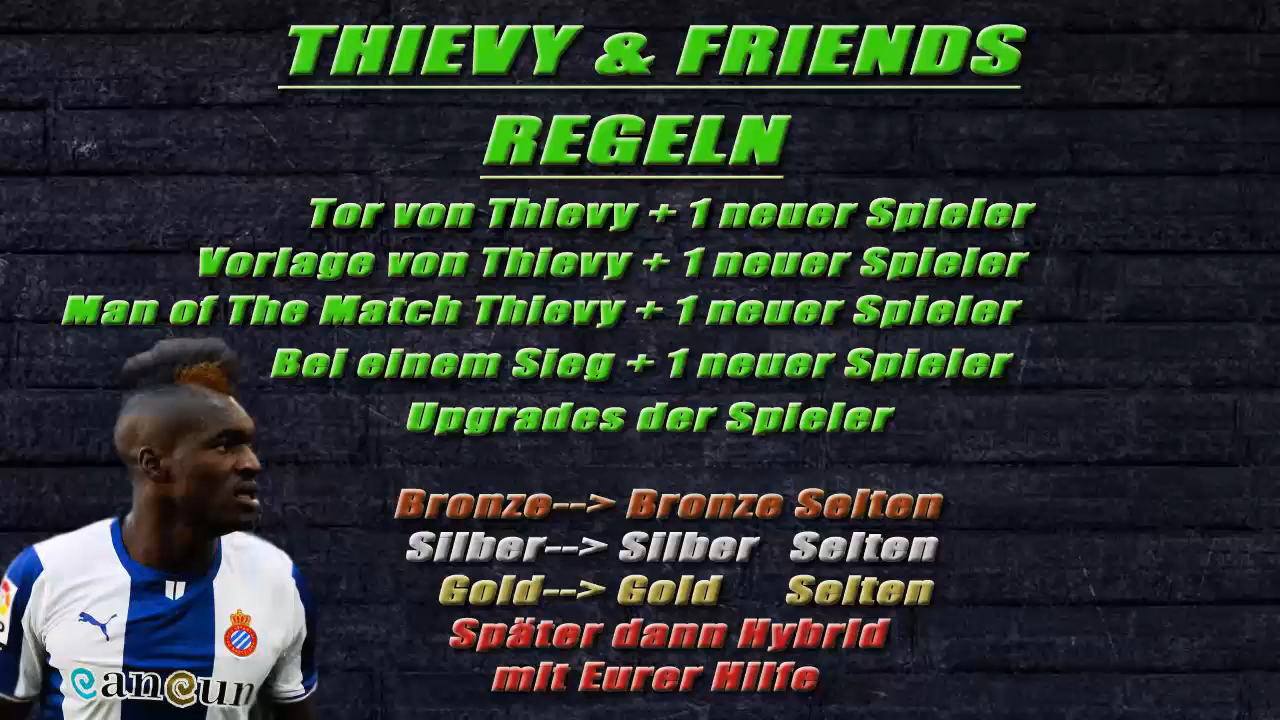 THIEVY & FRIENDS
REGELN
Tor von Thievy + 1 neuer Spieler
Vorlage von Thievy + 1 neuer Spieler
Man of The Match Thievy + 1 neuer Spieler
Bei einem Sieg + 1 neuer Spieler
Upgrades der Spieler
Bronze--> Bronze Selten
Silber--> Silber Selten
Gold--> Gold Selten
Später dann Hybrid
mit Eurer Hilfe
cancun